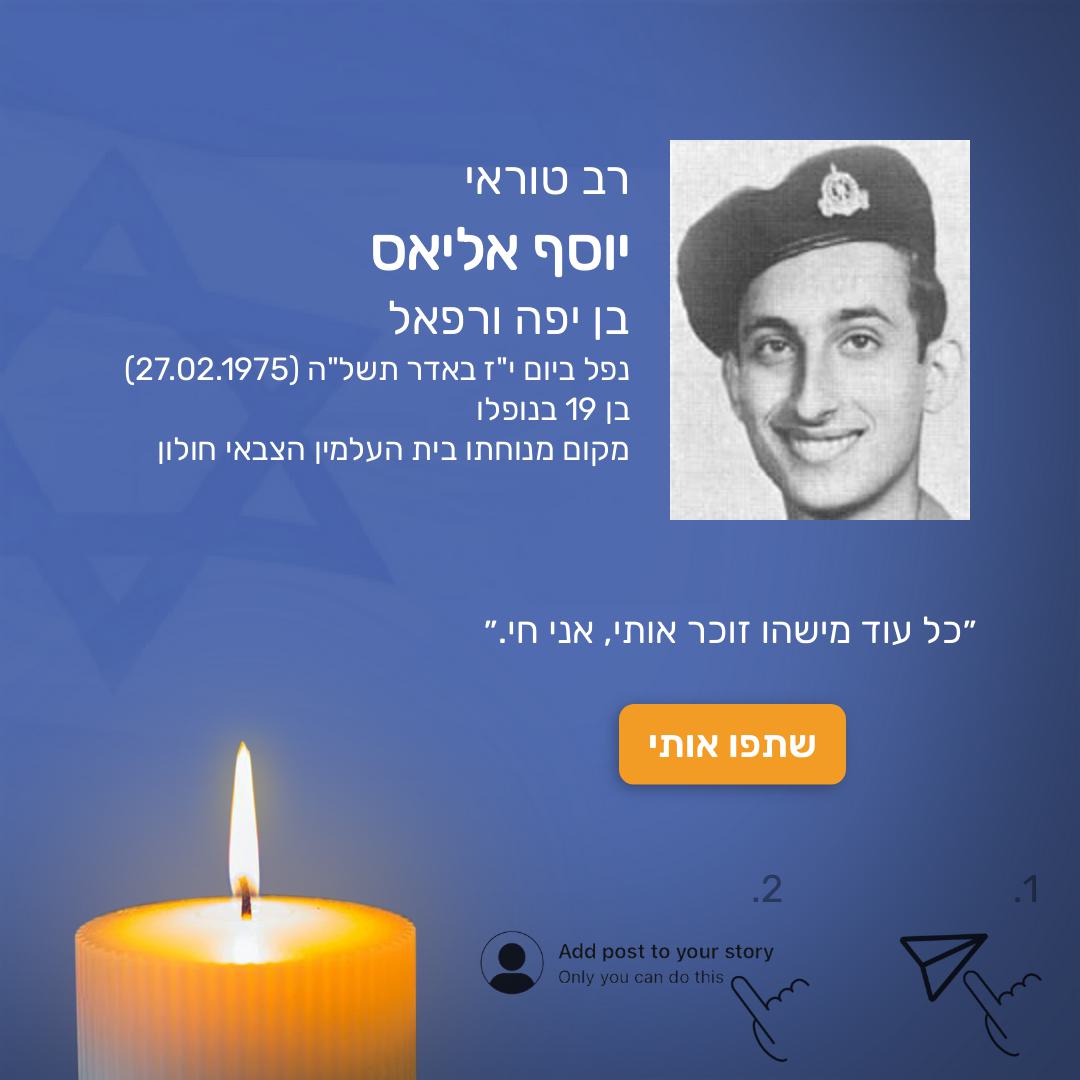 רב טוראי
יוסף אליאס
בן יפה ורפאל
נפל ביום י"ז באדר תשל"ה (27.02.1975)
בן 19 בנופלו
מקום מנוחתו בית העלמין הצבאי חולון
״כל עוד מישהו זוכר אותי, אני חי.״
שתפו אותי
1.
2.
Add post to your story
Only you can do this